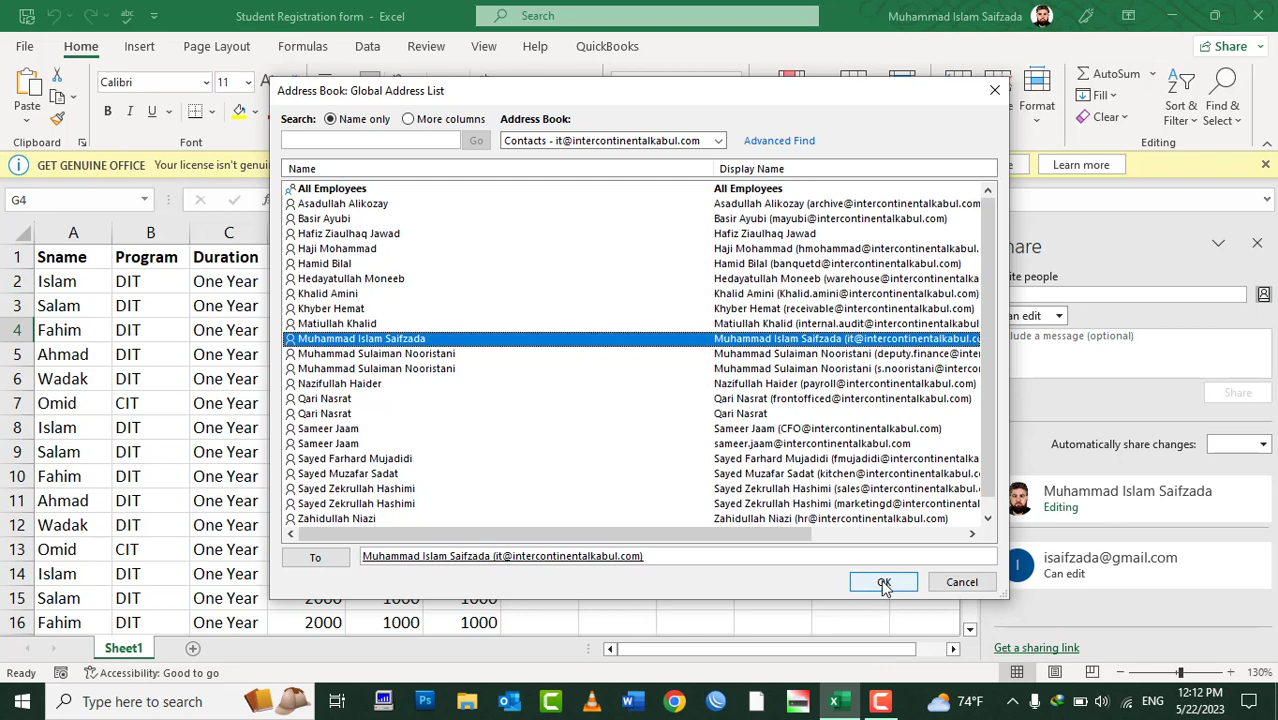 Student Registration form - Excel
Search
Muhammad Islam Saifzada
File Home Insert Page Layout Formulas Data Review View Help QuickBooks
Share
Paste
Calibri 11
B I U
Font
Format
AutoSum
Fill
Clear
Sort & Filter
Find & Select
Editing
GET GENUINE OFFICE Your license isn't genui
Learn more
G4
A B C
1 Sname Program Duration
2 Islam DIT One Year
3 Salam DIT One Year
4 Fahim DIT One Year
5 Ahmad DIT One Year
6 Wadak DIT One Year
7 Omid CIT One Year
8 Islam DIT One Year
9 Salam DIT One Year
10 Fahim DIT One Year
11 Ahmad DIT One Year
12 Wadak DIT One Year
13 Omid CIT One Year
14 Islam DIT One Year
15 Salam DIT One Year 2000 1000 1000
16 Fahim DIT One Year 2000 1000 1000
Address Book: Global Address List
Search: Name only More columns Address Book:
Go Contacts - it@intercontinentalkabul.com Advanced Find
Name Display Name
All Employees All Employees
Asadullah Alikozay Asadullah Alikozay (archive@intercontinentalkabul.com
Basir Ayubi Basir Ayubi (mayubi@intercontinentalkabul.com)
Hafiz Ziaulhaq Jawad Hafiz Ziaulhaq Jawad
Haji Mohammad Haji Mohammad (hmohammad@intercontinentalkabul.
Hamid Bilal Hamid Bilal (banquetd@intercontinentalkabul.com)
Hedayatullah Moneeb Hedayatullah Moneeb (warehouse@intercontinentalka
Khalid Amini Khalid Amini (Khalid.amini@intercontinentalkabul.com)
Khyber Hemat Khyber Hemat (receivable@intercontinentalkabul.com)
Matiullah Khalid Matiullah Khalid (internal.audit@intercontinentalkabul
Muhammad Islam Saifzada Muhammad Islam Saifzada (it@intercontinentalkabul.co
Muhammad Sulaiman Nooristani Muhammad Sulaiman Nooristani (deputy.finance@inter
Muhammad Sulaiman Nooristani Muhammad Sulaiman Nooristani (s.nooristani@interco
Nazifullah Haider Nazifullah Haider (payroll@intercontinentalkabul.com)
Qari Nasrat Qari Nasrat (frontofficed@intercontinentalkabul.com)
Qari Nasrat Qari Nasrat
Sameer Jaam Sameer Jaam (CFO@intercontinentalkabul.com)
Sameer Jaam sameer.jaam@intercontinentalkabul.com
Sayed Farhard Mujadidi Sayed Farhard Mujadidi (fmujadidi@intercontinentalka
Sayed Muzafar Sadat Sayed Muzafar Sadat (kitchen@intercontinentalkabul.c
Sayed Zekrullah Hashimi Sayed Zekrullah Hashimi (sales@intercontinentalkabul.
Sayed Zekrullah Hashimi Sayed Zekrullah Hashimi (marketingd@intercontinental
Zahidullah Niazi Zahidullah Niazi (hr@intercontinentalkabul.com)
To Muhammad Islam Saifzada (it@intercontinentalkabul.com)
OK Cancel
hare
ite people
an edit
clude a message (optional)
Share
Automatically share changes:
Muhammad Islam Saifzada
Editing
I isaifzada@gmail.com
Can edit
Get a sharing link
Sheet1
Ready Accessibility: Good to go 130%
Type here to search
74°F ENG 12:12 PM
5/22/2023